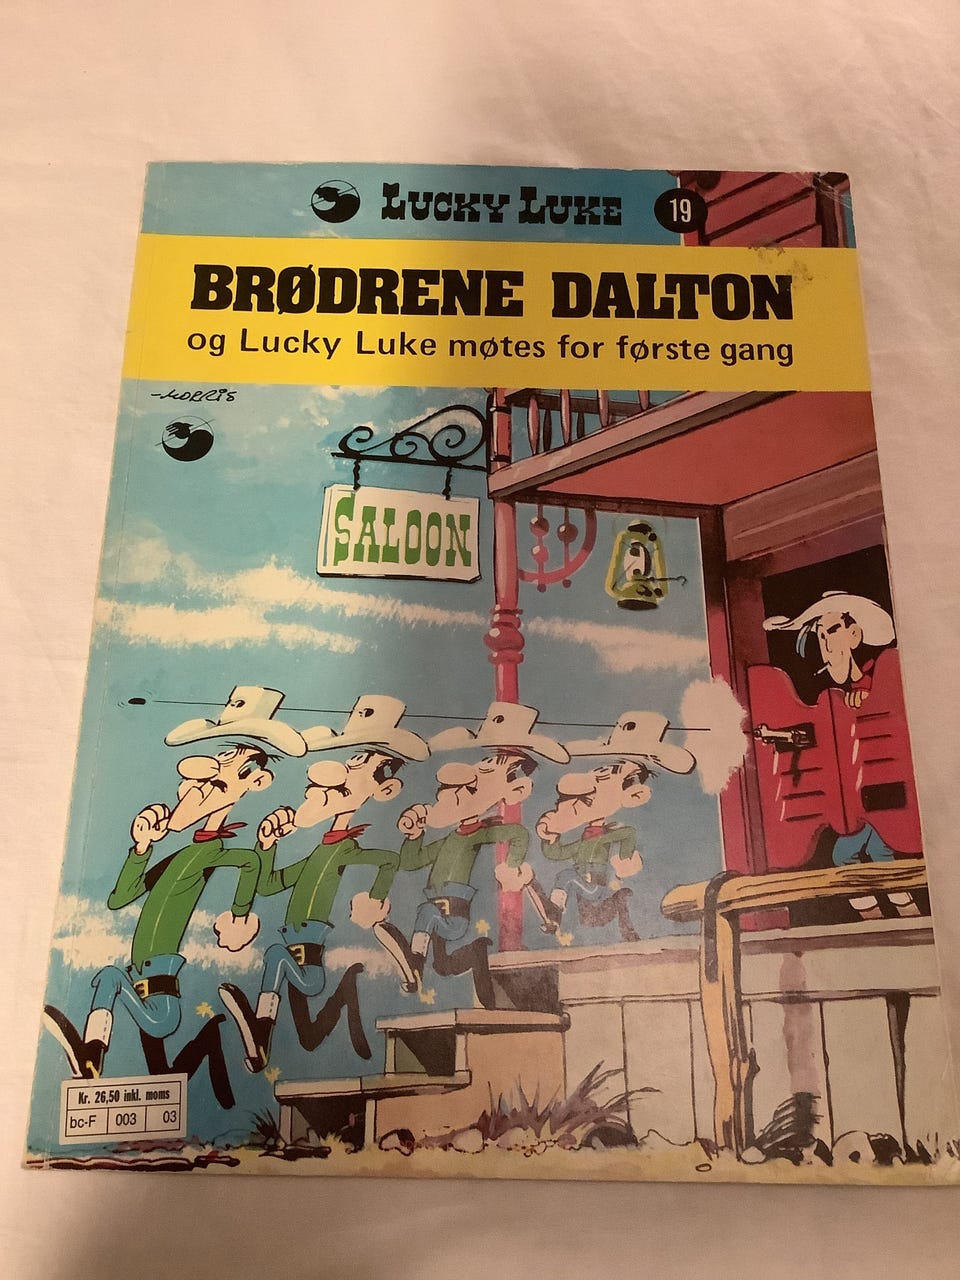 LUCKY LUKE 19
BRØDRENE DALTON
og Lucky Luke møtes for første gang
-MORRIS
SALOON
Kr. 26,50 inkl. moms
bc-F 003 03